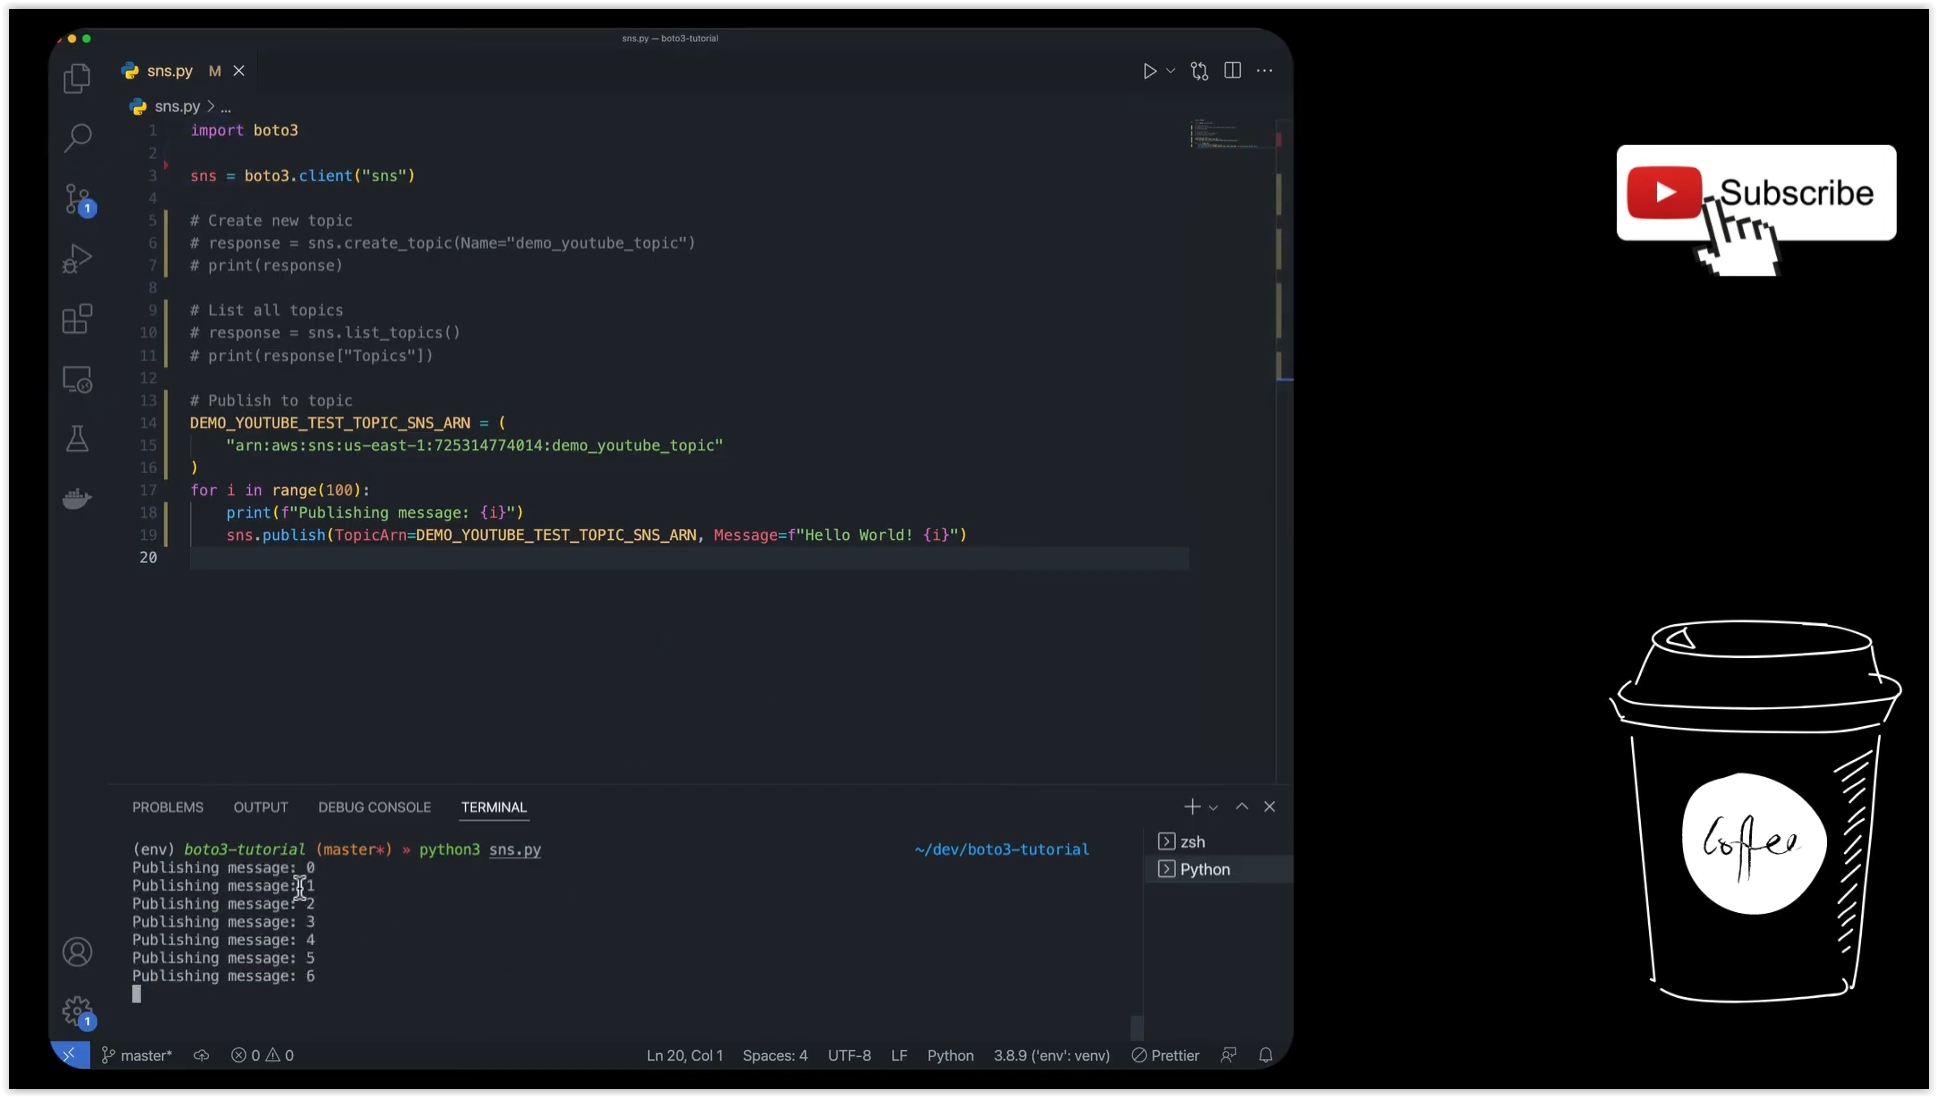 sns.py — boto3-tutorial
sns.py M
sns.py > ...
1 import boto3
2
3 sns = boto3.client("sns")
4
5 # Create new topic
6 # response = sns.create_topic(Name="demo_youtube_topic")
7 # print(response)
8
9 # List all topics
10 # response = sns.list_topics()
11 # print(response["Topics"])
12
13 # Publish to topic
14 DEMO_YOUTUBE_TEST_TOPIC_SNS_ARN = (
15 "arn:aws:sns:us-east-1:725314774014:demo_youtube_topic"
16 )
17 for i in range(100):
18 print(f"Publishing message: {i}")
19 sns.publish(TopicArn=DEMO_YOUTUBE_TEST_TOPIC_SNS_ARN, Message=f"Hello World! {i}")
20
1
PROBLEMS OUTPUT DEBUG CONSOLE TERMINAL
(env) boto3-tutorial (master*) » python3 sns.py ~/dev/boto3-tutorial
Publishing message: 0
Publishing message: 1
Publishing message: 2
Publishing message: 3
Publishing message: 4
Publishing message: 5
Publishing message: 6
zsh
Python
1
master* 0 0 Ln 20, Col 1 Spaces: 4 UTF-8 LF Python 3.8.9 ('env': venv) Prettier
Subscribe
Coffee